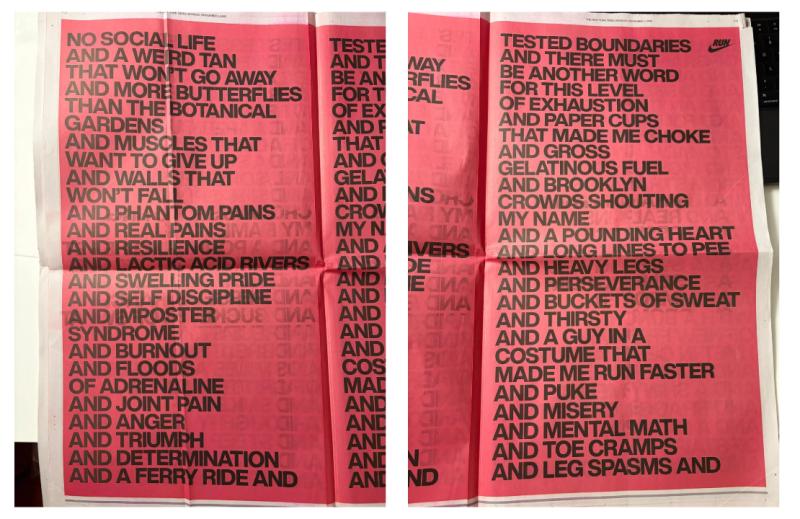 NO SOCIAL LIFE
AND A WEIRD TAN
THAT WON'T GO AWAY
AND MORE BUTTERFLIES
THAN THE BOTANICAL
GARDENS
AND MUSCLES THAT
WANT TO GIVE UP
AND WALLS THAT
WON'T FALL
AND PHANTOM PAINS
AND REAL PAINS
AND RESILIENCE
AND LACTIC ACID RIVERS
AND SWELLING PRIDE
AND SELF DISCIPLINE
AND IMPOSTER
SYNDROME
AND BURNOUT
AND FLOODS
OF ADRENALINE
AND JOINT PAIN
AND ANGER
AND TRIUMPH
AND DETERMINATION
AND A FERRY RIDE AND
TESTED BOUNDARIES
AND THERE MUST
BE ANOTHER WORD
FOR THIS LEVEL
OF EXHAUSTION
AND PAPER CUPS
THAT MADE ME CHOKE
AND GROSS
GELATINOUS FUEL
AND BROOKLYN
CROWDS SHOUTING
MY NAME
AND A POUNDING HEART
AND LONG LINES TO PEE
AND HEAVY LEGS
AND PERSEVERANCE
AND BUCKETS OF SWEAT
AND THIRSTY
AND A GUY IN A
COSTUME THAT
MADE ME RUN FASTER
AND PUKE
AND MISERY
AND MENTAL MATH
AND TOE CRAMPS
AND LEG SPASMS AND
RUN